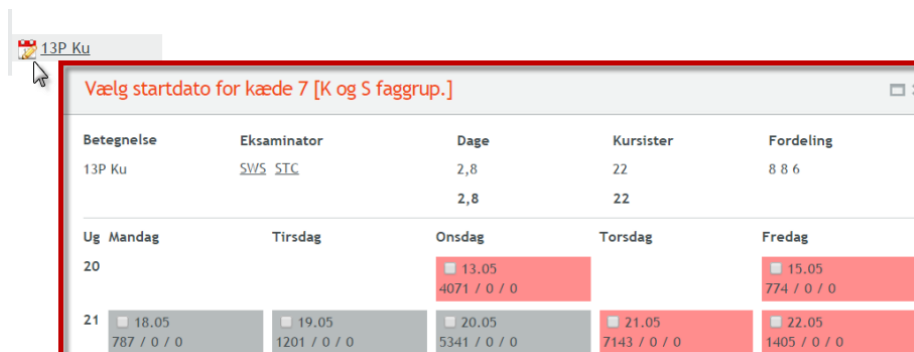 13P Ku
Vælg startdato for kæde 7 [K og S faggrup.]
Betegnelse Eksaminator Dage Kursister Fordeling
13P Ku SWS STC 2,8 22 8 8 6
2,8 22
Ug Mandag Tirsdag Onsdag Torsdag Fredag
20 13.05 15.05
4071 / 0 / 0 774 / 0 / 0
21 18.05 19.05 20.05 21.05 22.05
787 / 0 / 0 1201 / 0 / 0 5341 / 0 / 0 7143 / 0 / 0 1405 / 0 / 0